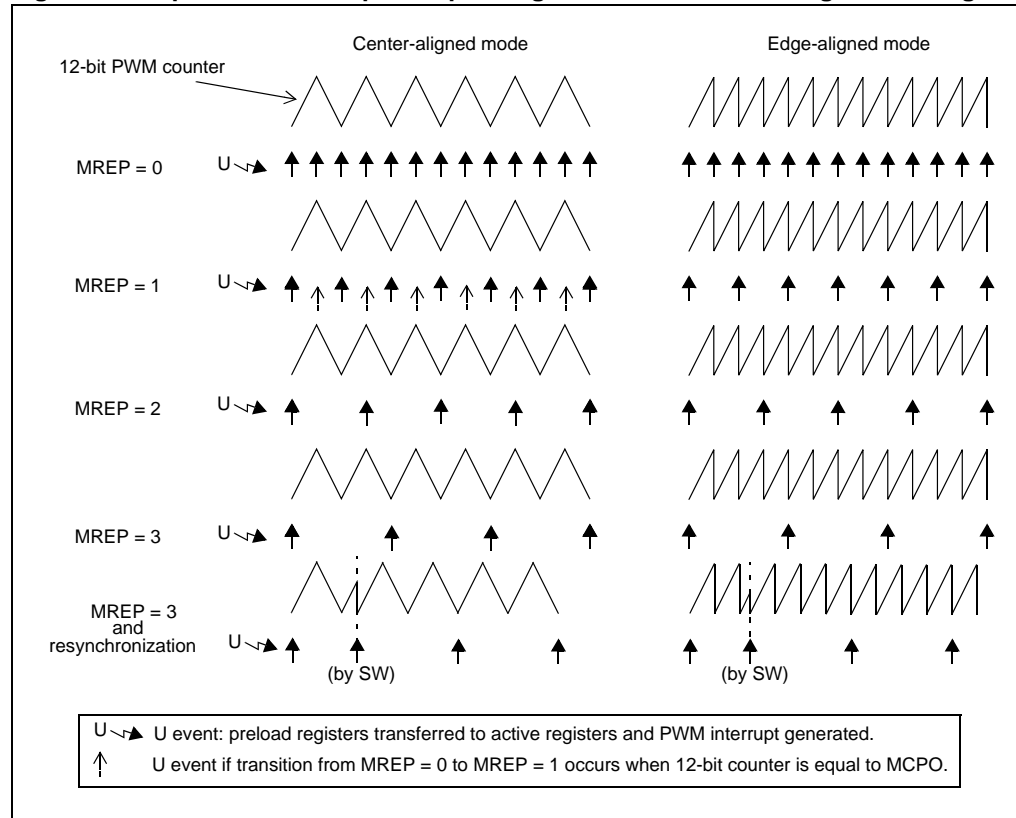 Center-aligned mode
Edge-aligned mode
12-bit PWM counter
MREP = 0
U
MREP = 1
U
MREP = 2
U
MREP = 3
U
MREP = 3
and
resynchronization
U
(by SW)
(by SW)
U U event: preload registers transferred to active registers and PWM interrupt generated.
U event if transition from MREP = 0 to MREP = 1 occurs when 12-bit counter is equal to MCPO.